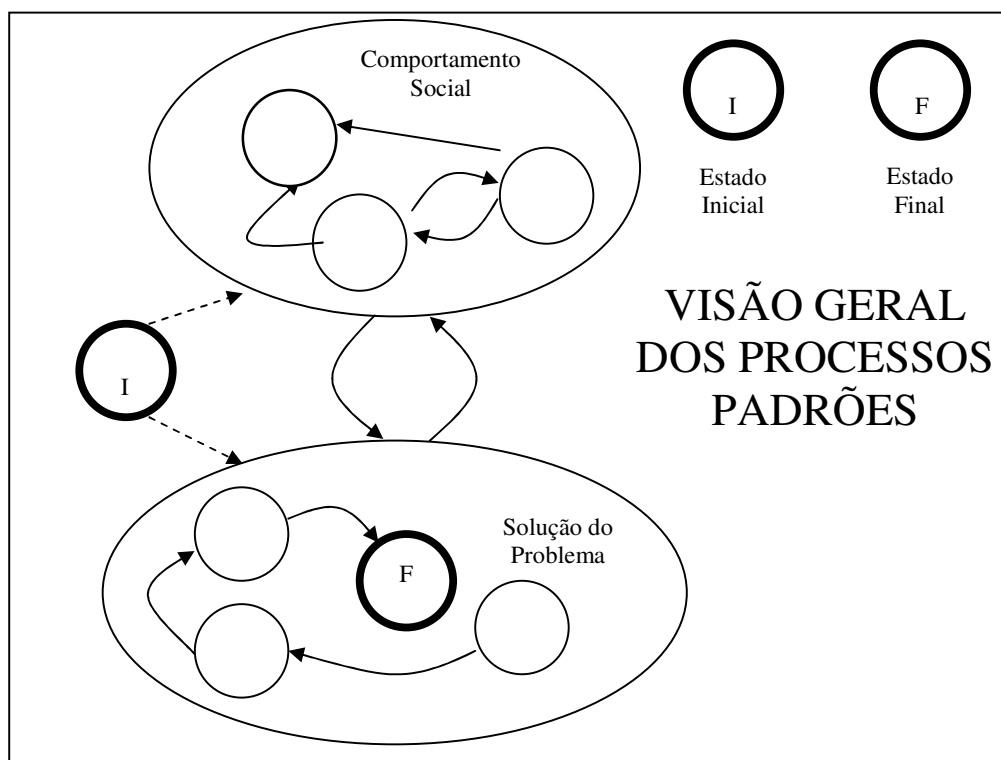 Comportamento
Social
I
F
Estado
Inicial
Estado
Final
VISÃO GERAL
DOS PROCESSOS
PADRÕES
I
Solução do
Problema
F